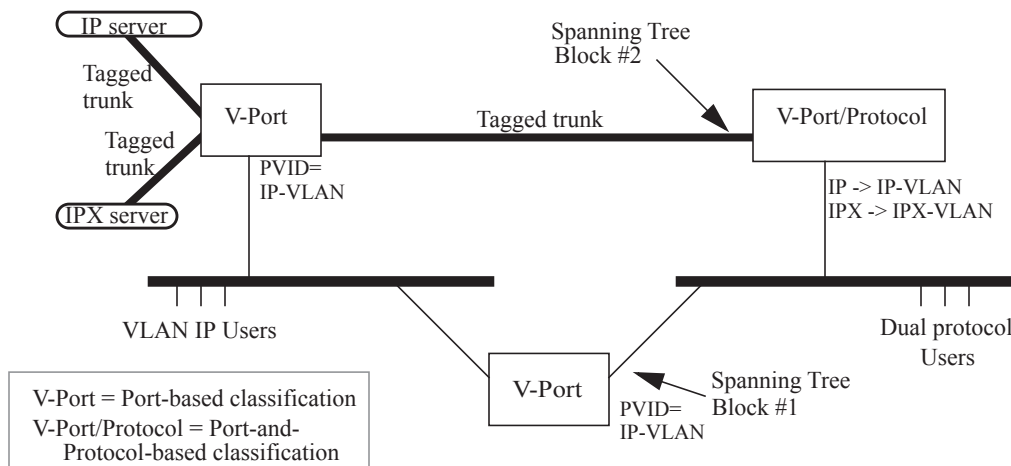 IP server
Spanning Tree
Block #2
Tagged
trunk
V-Port
Tagged trunk
V-Port/Protocol
Tagged
trunk
PVID=
IP-VLAN
IP -> IP-VLAN
IPX -> IPX-VLAN
IPX server
VLAN IP Users
Dual protocol
Users
V-Port
Spanning Tree
Block #1
PVID=
IP-VLAN
V-Port = Port-based classification
V-Port/Protocol = Port-and-
Protocol-based classification